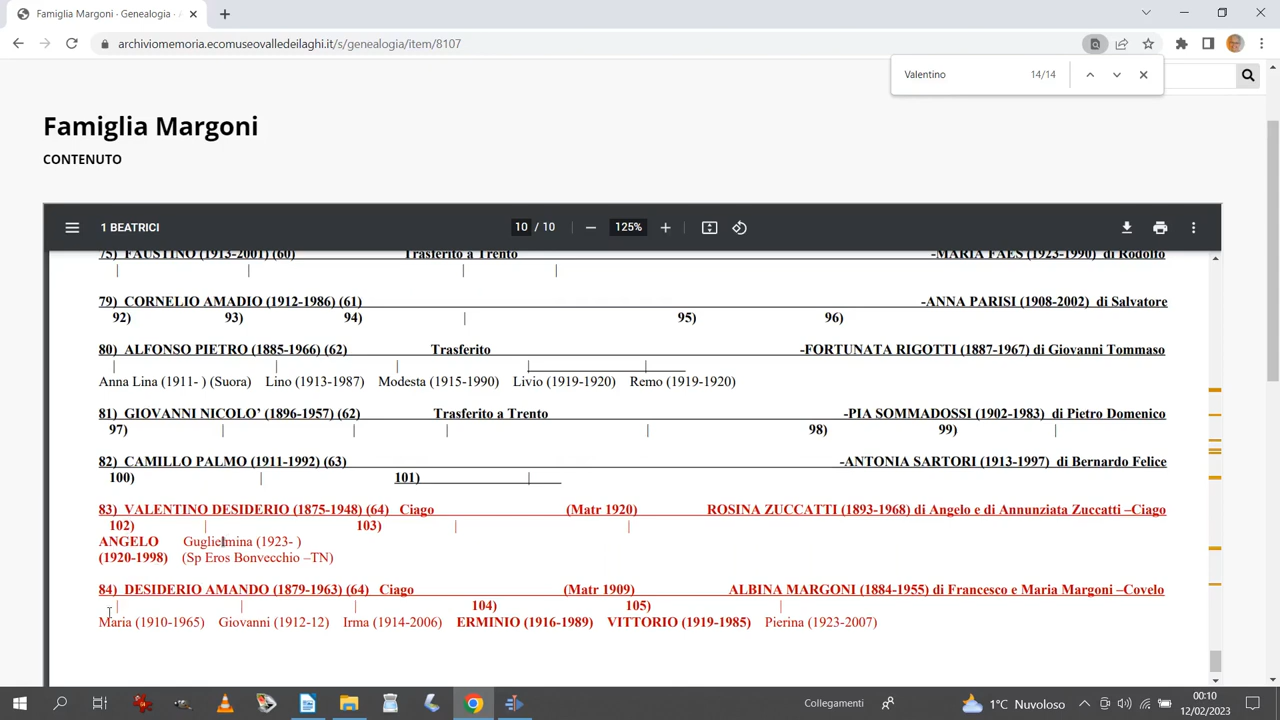 Famiglia Margoni - Genealogia - A
archiviomemoria.ecomuseovalledeilaghi.it/s/genealogia/item/8107
Valentino 14/14
Famiglia Margoni
CONTENUTO
1 BEATRICI 10 / 10 125%
75) FAUSTINO (1913-2001) (60) Trasferito a Trento -MARIA FAES (1923-1990) di Rodolfo
79) CORNELIO AMADIO (1912-1986) (61) -ANNA PARISI (1908-2002) di Salvatore
92) 93) 94) | 95) 96)
80) ALFONSO PIETRO (1885-1966) (62) Trasferito -FORTUNATA RIGOTTI (1887-1967) di Giovanni Tommaso
Anna Lina (1911- ) (Suora) Lino (1913-1987) Modesta (1915-1990) Livio (1919-1920) Remo (1919-1920)
81) GIOVANNI NICOLO’ (1896-1957) (62) Trasferito a Trento -PIA SOMMADOSSI (1902-1983) di Pietro Domenico
97) | | | | 98) 99) |
82) CAMILLO PALMO (1911-1992) (63) -ANTONIA SARTORI (1913-1997) di Bernardo Felice
100) | 101) |
83) VALENTINO DESIDERIO (1875-1948) (64) Ciago (Matr 1920) ROSINA ZUCCATTI (1893-1968) di Angelo e di Annunziata Zuccatti –Ciago
102) | 103) | |
ANGELO Guglielmina (1923- )
(1920-1998) (Sp Eros Bonvecchio –TN)
84) DESIDERIO AMANDO (1879-1963) (64) Ciago (Matr 1909) ALBINA MARGONI (1884-1955) di Francesco e Maria Margoni –Covelo
| | | 104) 105) |
Maria (1910-1965) Giovanni (1912-12) Irma (1914-2006) ERMINIO (1916-1989) VITTORIO (1919-1985) Pierina (1923-2007)
Collegamenti 1°C Nuvoloso 00:10
12/02/2023